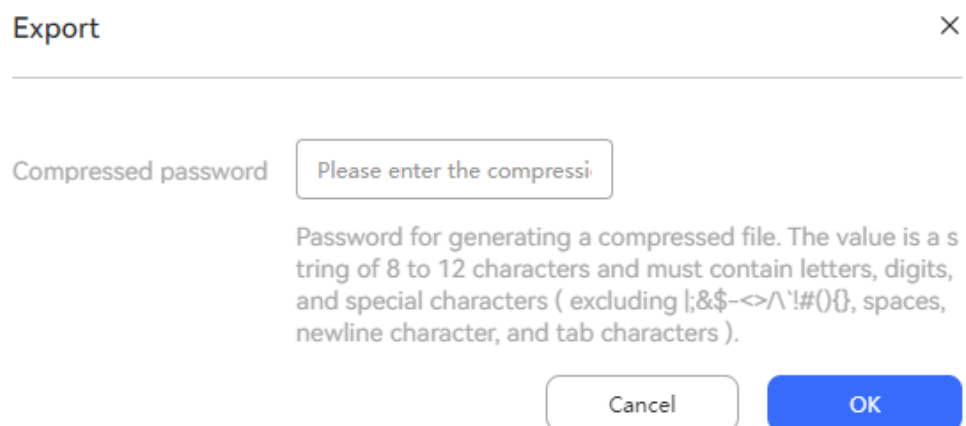 Export
Compressed password
Please enter the compressi
Password for generating a compressed file. The value is a s
tring of 8 to 12 characters and must contain letters, digits,
and special characters ( excluding |;&$-<>/\`!#(){}, spaces,
newline character, and tab characters ).
Cancel
OK